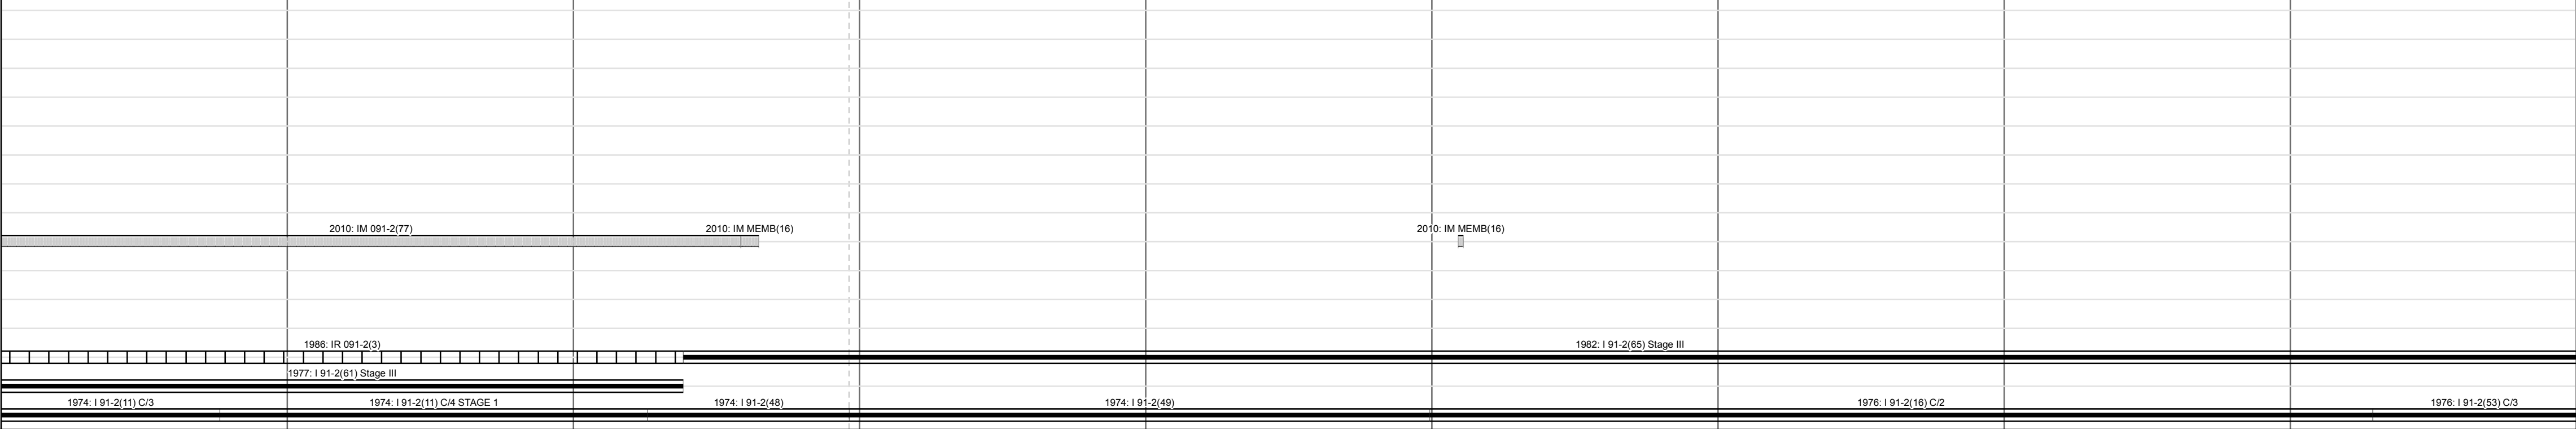 2010: IM 091-2(77)
2010: IM MEMB(16)
2010: IM MEMB(16)
1986: IR 091-2(3)
1982: I 91-2(65) Stage III
1977: I 91-2(61) Stage III
1974: I 91-2(11) C/3
1974: I 91-2(11) C/4 STAGE 1
1974: I 91-2(48)
1974: I 91-2(49)
1976: I 91-2(16) C/2
1976: I 91-2(53) C/3